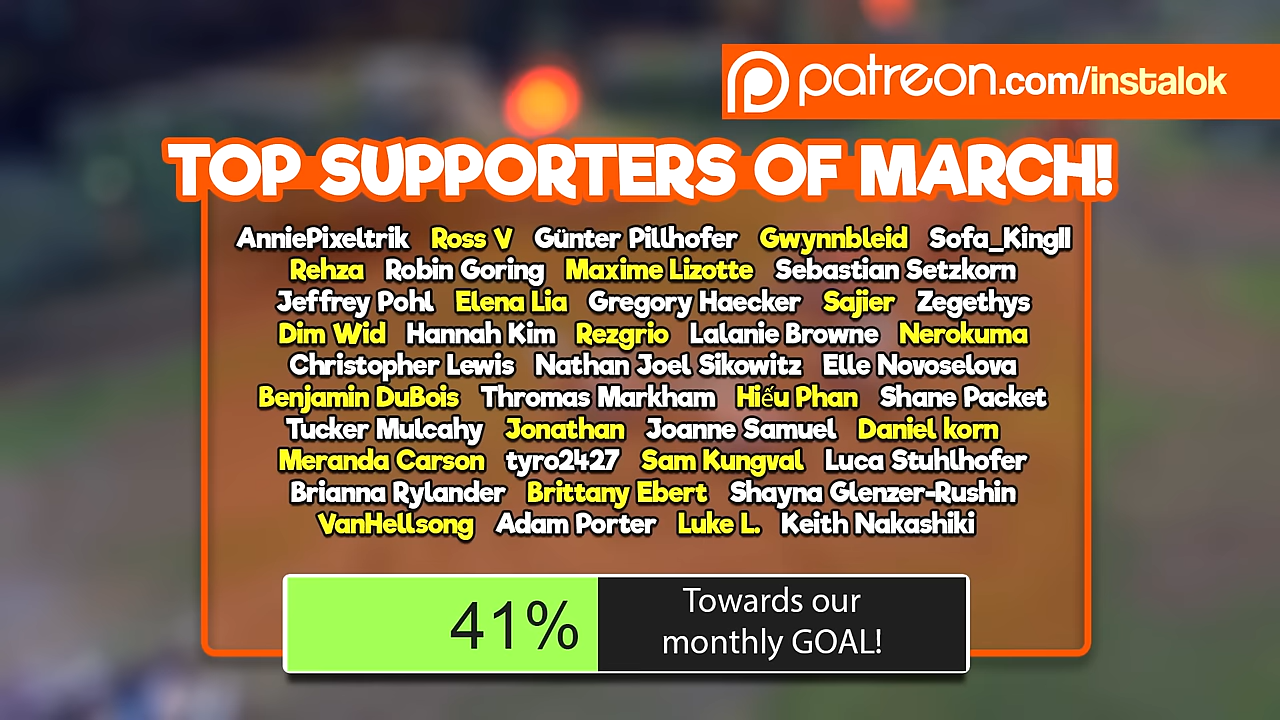 patreon.com/instalok
TOP SUPPORTERS OF MARCH!
AnniePixeltrik Ross V Günter Pillhofer Gwynnbleid Sofa_KingII
Rehza Robin Goring Maxime Lizotte Sebastian Setzkorn
Jeffrey Pohl Elena Lia Gregory Haecker Sajier Zegethys
Dim Wid Hannah Kim Rezgrio Lalanie Browne Nerokuma
Christopher Lewis Nathan Joel Sikowitz Elle Novoselova
Benjamin DuBois Thromas Markham Hiếu Phan Shane Packet
Tucker Mulcahy Jonathan Joanne Samuel Daniel korn
Meranda Carson tyro2427 Sam Kungval Luca Stuhlhofer
Brianna Rylander Brittany Ebert Shayna Glenzer-Rushin
VanHellsong Adam Porter Luke L. Keith Nakashiki
41%
Towards our
monthly GOAL!